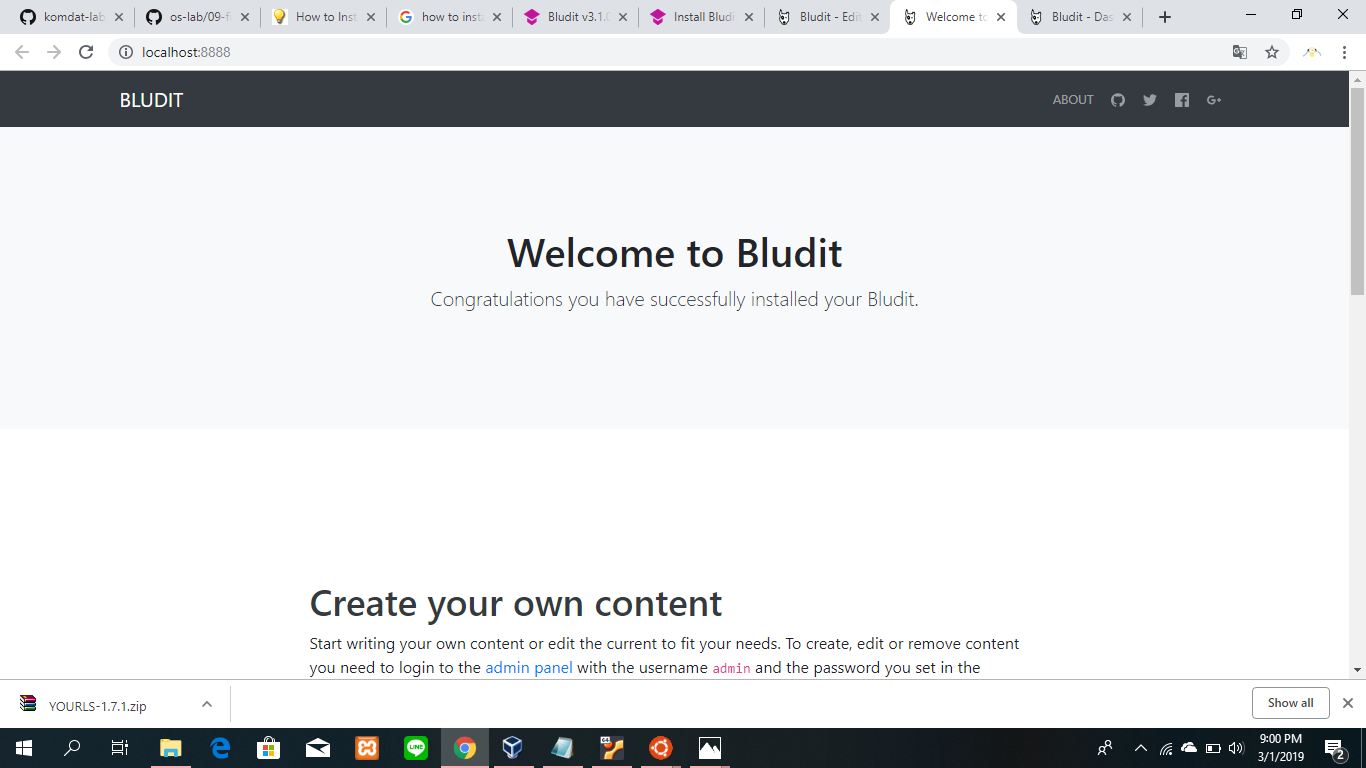 komdat-lab
os-lab/09-fi
How to Inst
how to insta
Bludit v3.1.0
Install Bludi
Bludit - Edit
Welcome to
Bludit - Das
localhost:8888
BLUDIT
ABOUT
G+
Welcome to Bludit
Congratulations you have successfully installed your Bludit.
Create your own content
Start writing your own content or edit the current to fit your needs. To create, edit or remove content
you need to login to the admin panel with the username admin and the password you set in the
YOURLS-1.7.1.zip
Show all
LINE
64
9:00 PM
3/1/2019
2